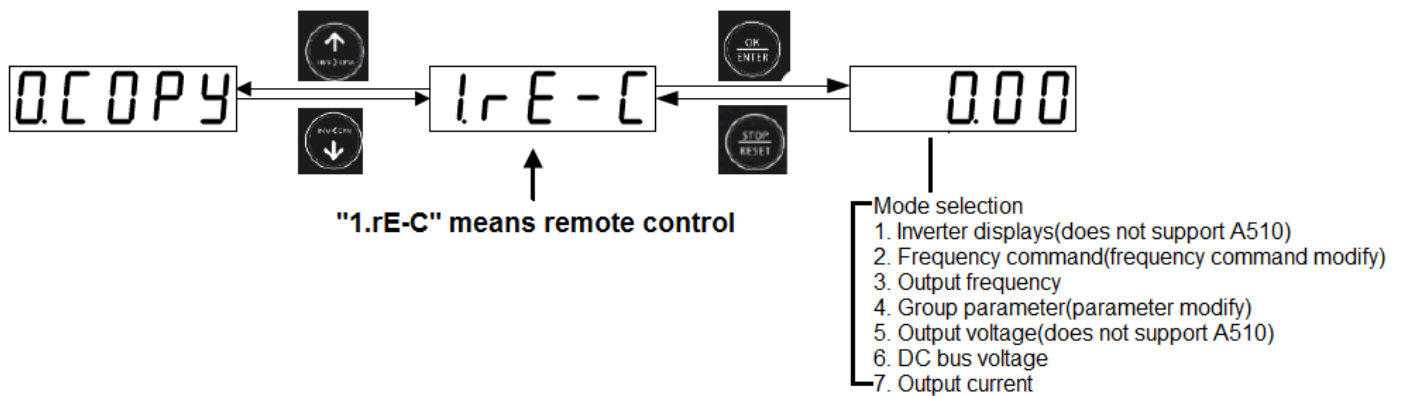 OK
ENTER
0.COPY
1.rE-C
0.00
INV
STOP
RESET
"1.rE-C" means remote control
Mode selection
1. Inverter displays(does not support A510)
2. Frequency command(frequency command modify)
3. Output frequency
4. Group parameter(parameter modify)
5. Output voltage(does not support A510)
6. DC bus voltage
7. Output current